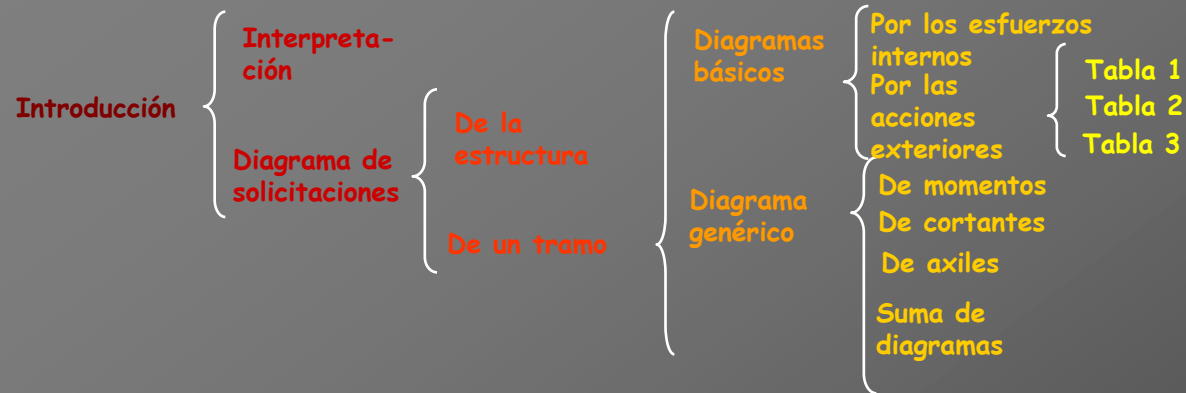 Introducción
Interpreta-
ción
Diagrama de
solicitaciones
De la
estructura
De un tramo
Diagramas
básicos
Por los esfuerzos
internos
Por las
acciones
exteriores
Tabla 1
Tabla 2
Tabla 3
Diagrama
genérico
De momentos
De cortantes
De axiles
Suma de
diagramas